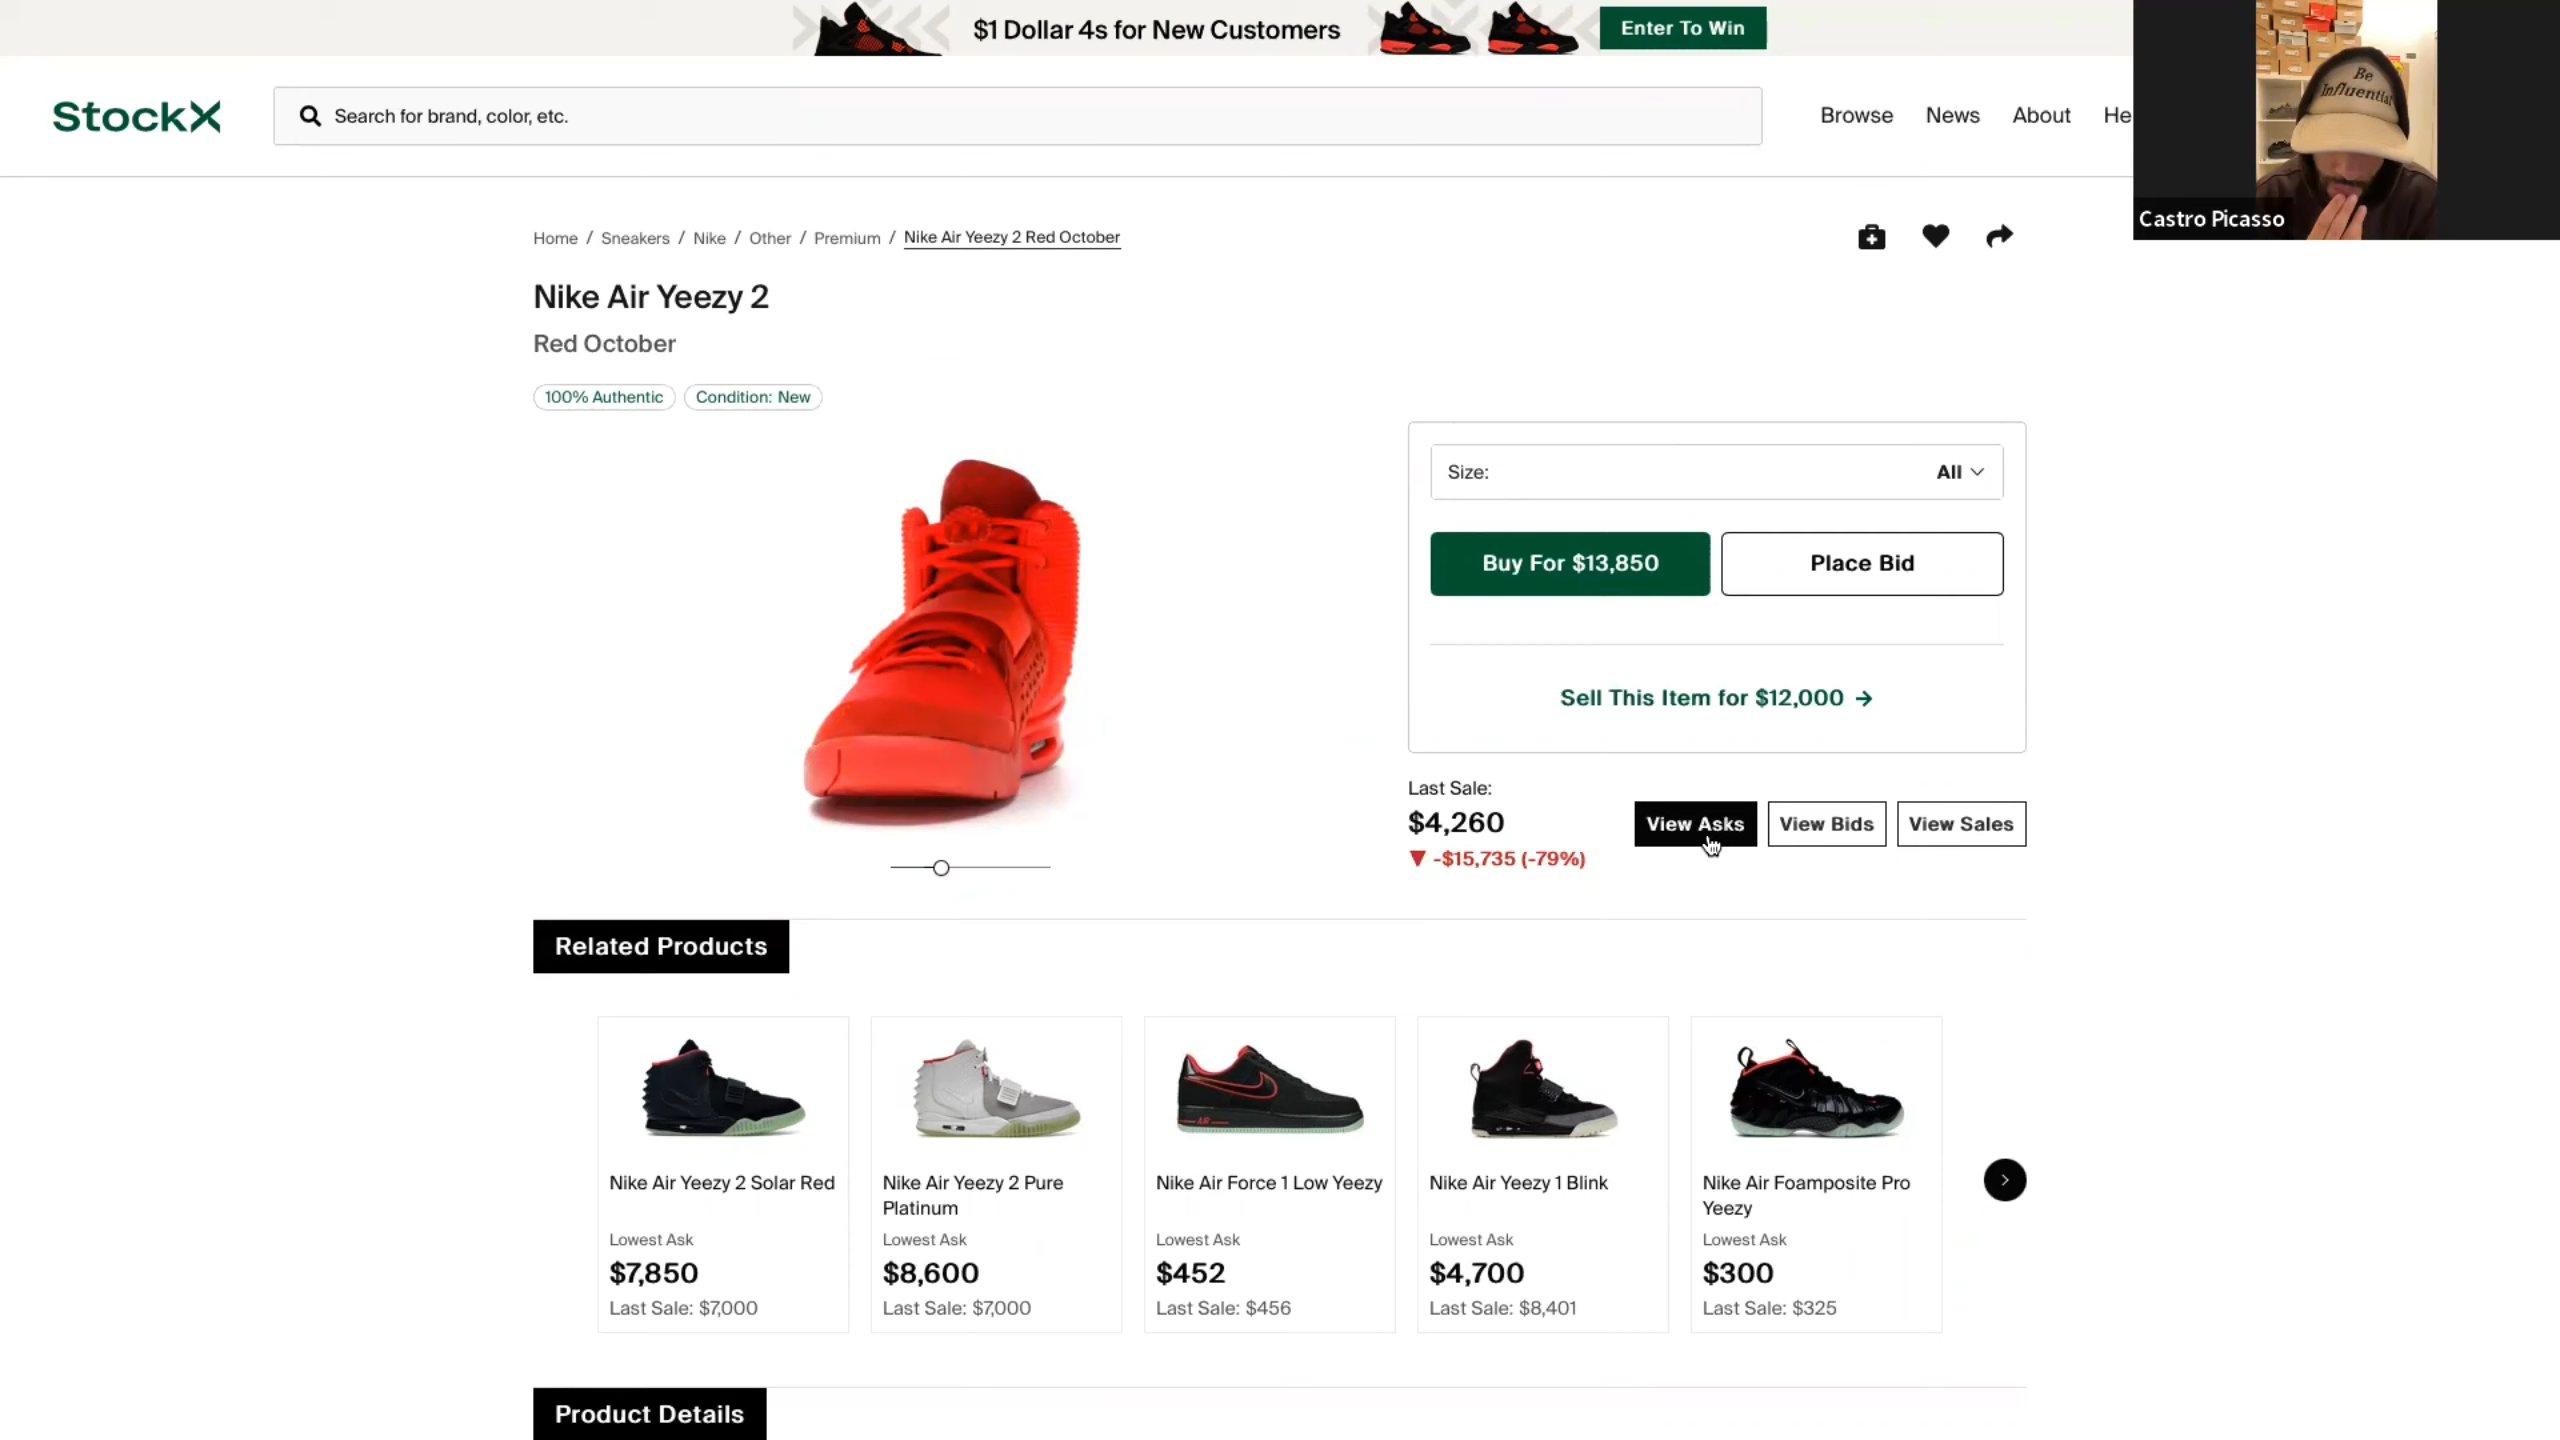 $1 Dollar 4s for New Customers
Enter To Win
StockX
Search for brand, color, etc.
Browse News About He
Be
Influential
Castro Picasso
Home / Sneakers / Nike / Other / Premium / Nike Air Yeezy 2 Red October
Nike Air Yeezy 2
Red October
100% Authentic Condition: New
Size: All
Buy For $13,850 Place Bid
Sell This Item for $12,000 →
Last Sale:
$4,260
▼ -$15,735 (-79%)
View Asks View Bids View Sales
Related Products
Nike Air Yeezy 2 Solar Red
Lowest Ask
$7,850
Last Sale: $7,000
Nike Air Yeezy 2 Pure
Platinum
Lowest Ask
$8,600
Last Sale: $7,000
Nike Air Force 1 Low Yeezy
Lowest Ask
$452
Last Sale: $456
Nike Air Yeezy 1 Blink
Lowest Ask
$4,700
Last Sale: $8,401
Nike Air Foamposite Pro
Yeezy
Lowest Ask
$300
Last Sale: $325
Product Details